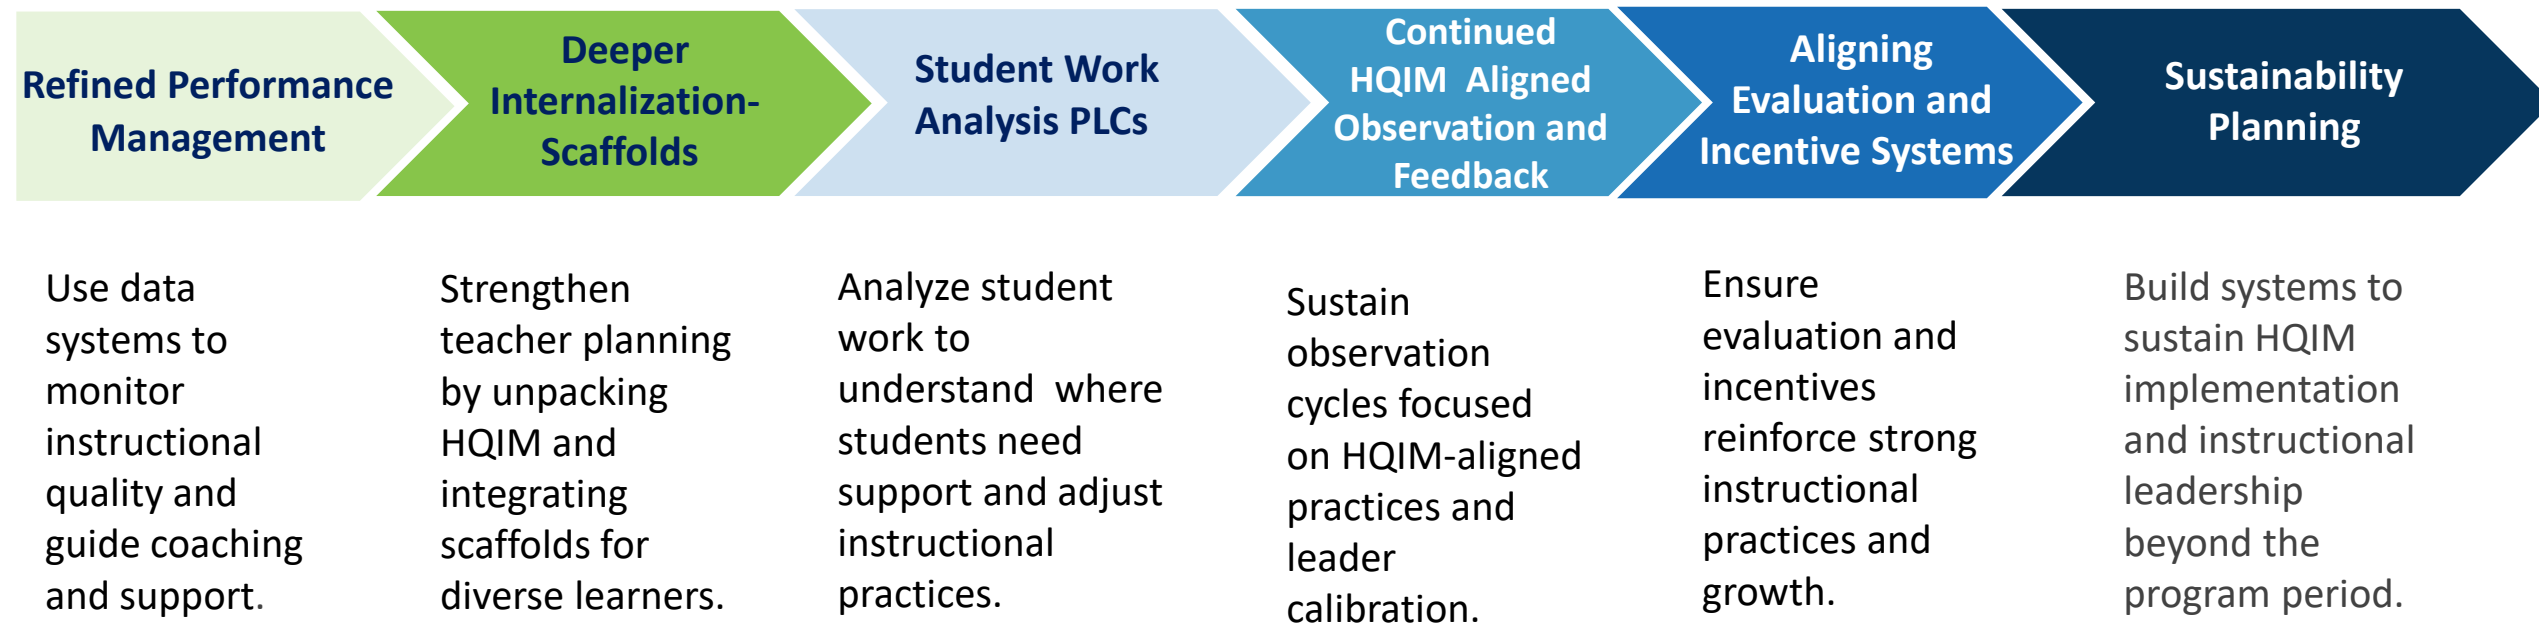 Refined Performance
Management
Deeper
Internalization-
Scaffolds
Student Work
Analysis PLCs
Continued
HQIM  Aligned
Observation and
Feedback
Aligning
Evaluation and
Incentive Systems
Sustainability
Planning
Use data
systems to
monitor
instructional
quality and
guide coaching
and support.
Strengthen
teacher planning
by unpacking
HQIM and
integrating
scaffolds for
diverse learners.
Analyze student
work to
understand  where
students need
support and adjust
instructional
practices.
Sustain
observation
cycles focused
on HQIM-aligned
practices and
leader
calibration.
Ensure
evaluation and
incentives
reinforce strong
instructional
practices and
growth.
Build systems to
sustain HQIM
implementation
and instructional
leadership
beyond the
program period.